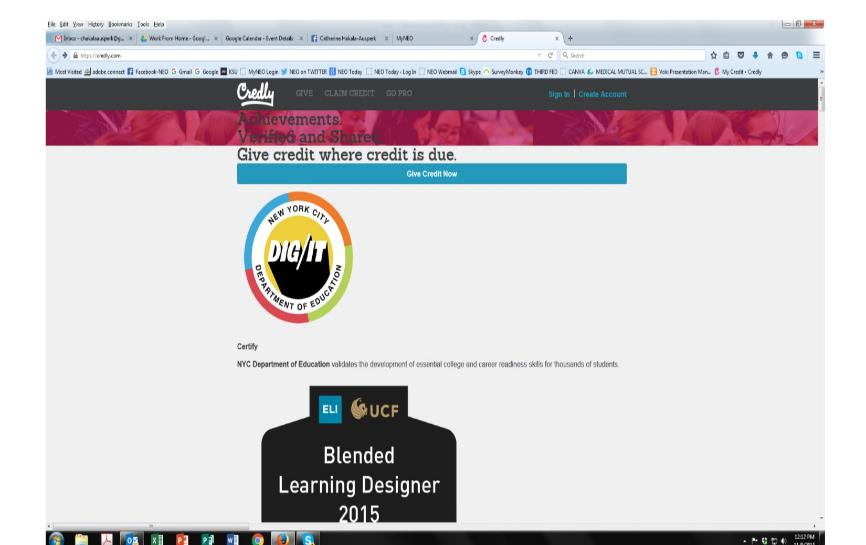 File Edit View History Bookmarks Tools Help
Work From Home - Googl... Google Calendar - Event Details Catherine Hakala-Ausperk MyNEO Credly
https://credly.com Search
Most Visited adobe connect Facebook-NEO Gmail Google KSU MyNEO Login NEO on TWITTER NEO Today NEO Today - Log In NEO Webmail Skype SurveyMonkey THIRD FED CANVA MEDICAL MUTUAL SC... Voki Presentation Man... My Credit • Credly
Credly GIVE CLAIM CREDIT GO PRO Sign In | Create Account
Achievements.
Verified and Shared.
Give credit where credit is due.
Give Credit Now
NEW YORK CITY
DIG/IT
DEPARTMENT OF EDUCATION
Certify
NYC Department of Education validates the development of essential college and career readiness skills for thousands of students.
ELI UCF
Blended
Learning Designer
2015
12:12 PM